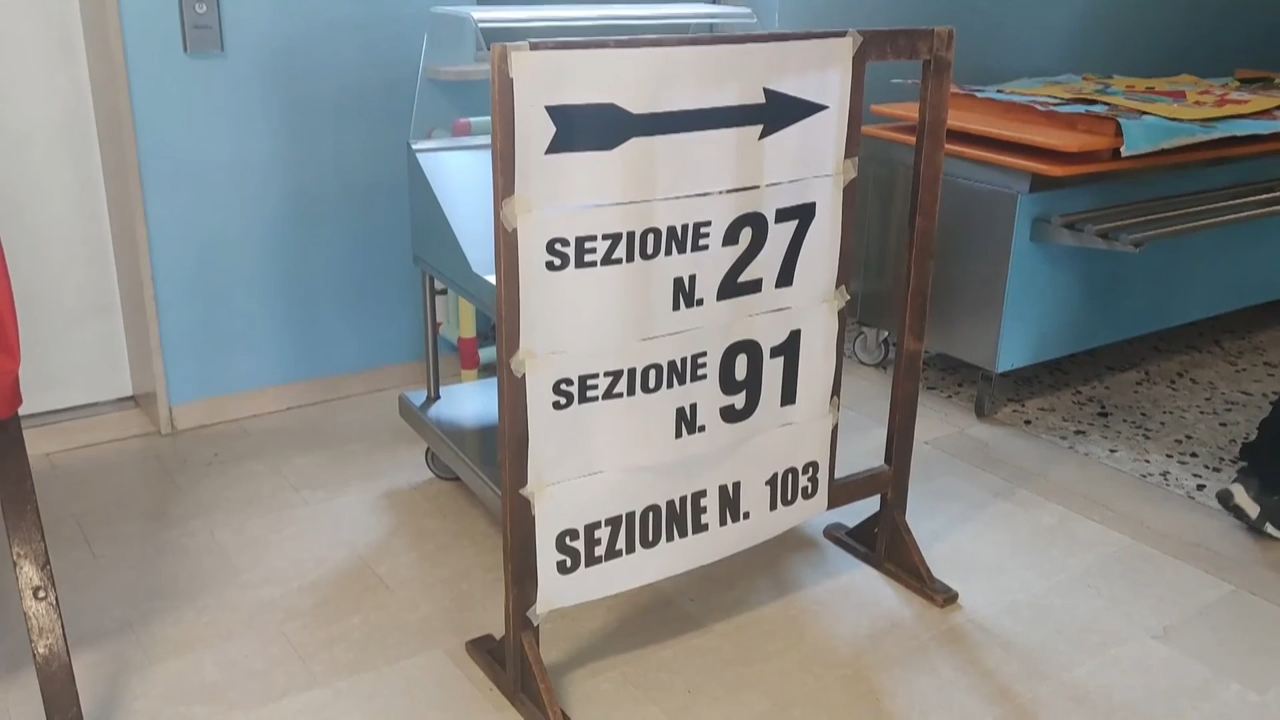 SEZIONE
N. 27
SEZIONE
N. 91
SEZIONE N. 103